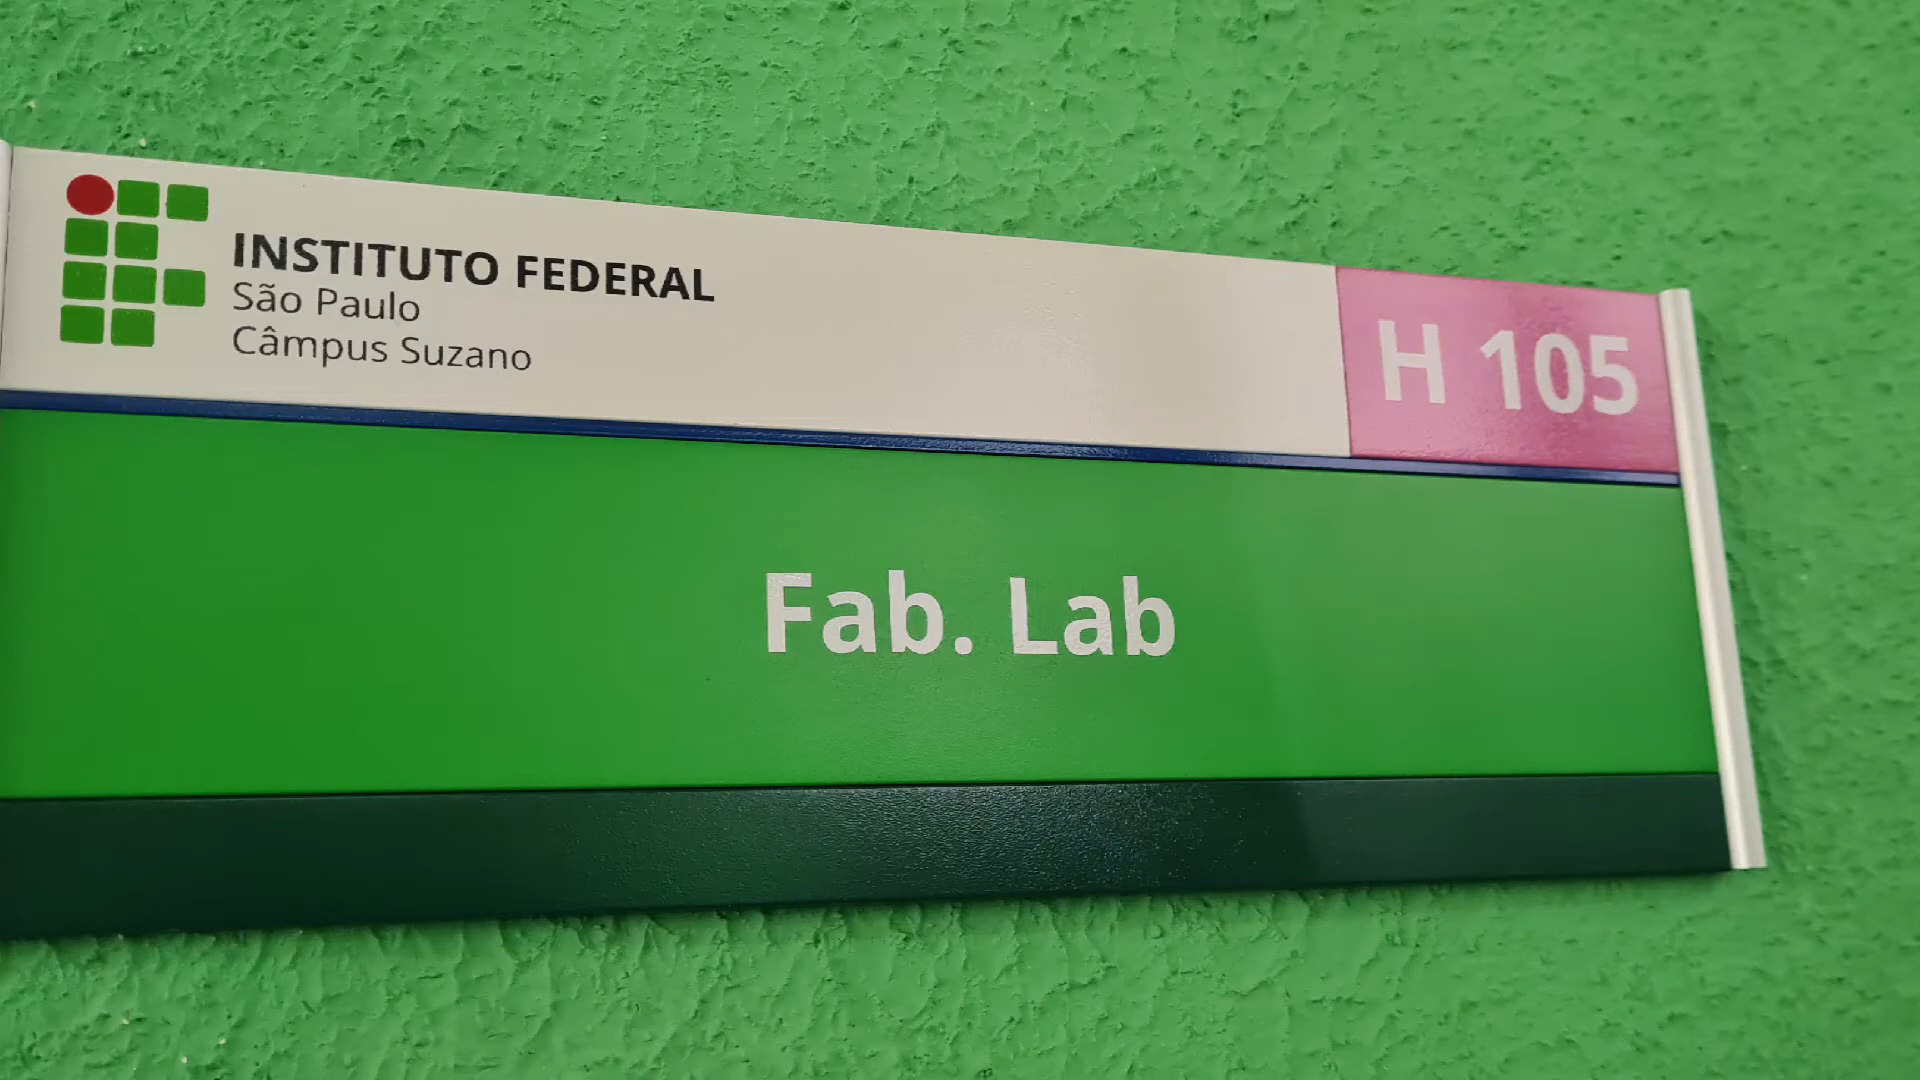 INSTITUTO FEDERAL
São Paulo
Câmpus Suzano
H 105
Fab. Lab